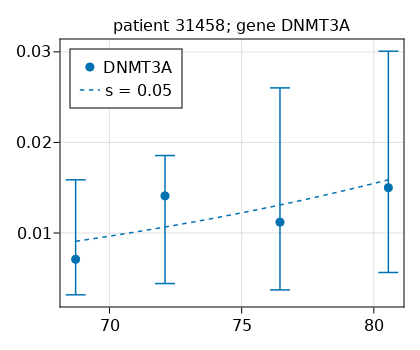 patient 31458; gene DNMT3A
0.03
DNMT3A
s = 0.05
0.02
0.01
70
75
80